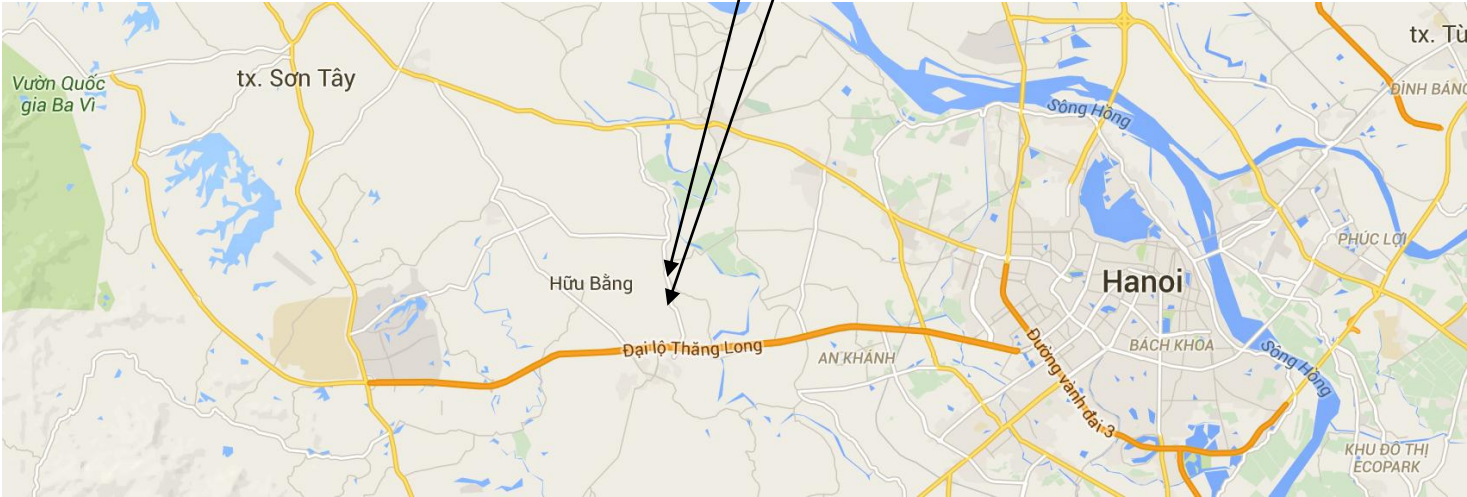 tx. Từ
Vườn Quốc
gia Ba Vì
tx. Sơn Tây
ĐÌNH BẢNG
Sông Hồng
PHÚC LỢI
Hữu Bằng
Hanoi
Đại lộ Thăng Long
AN KHÁNH
Đường vành đai 3
BÁCH KHOA
Sông Hồng
KHU ĐÔ THỊ
ECOPARK